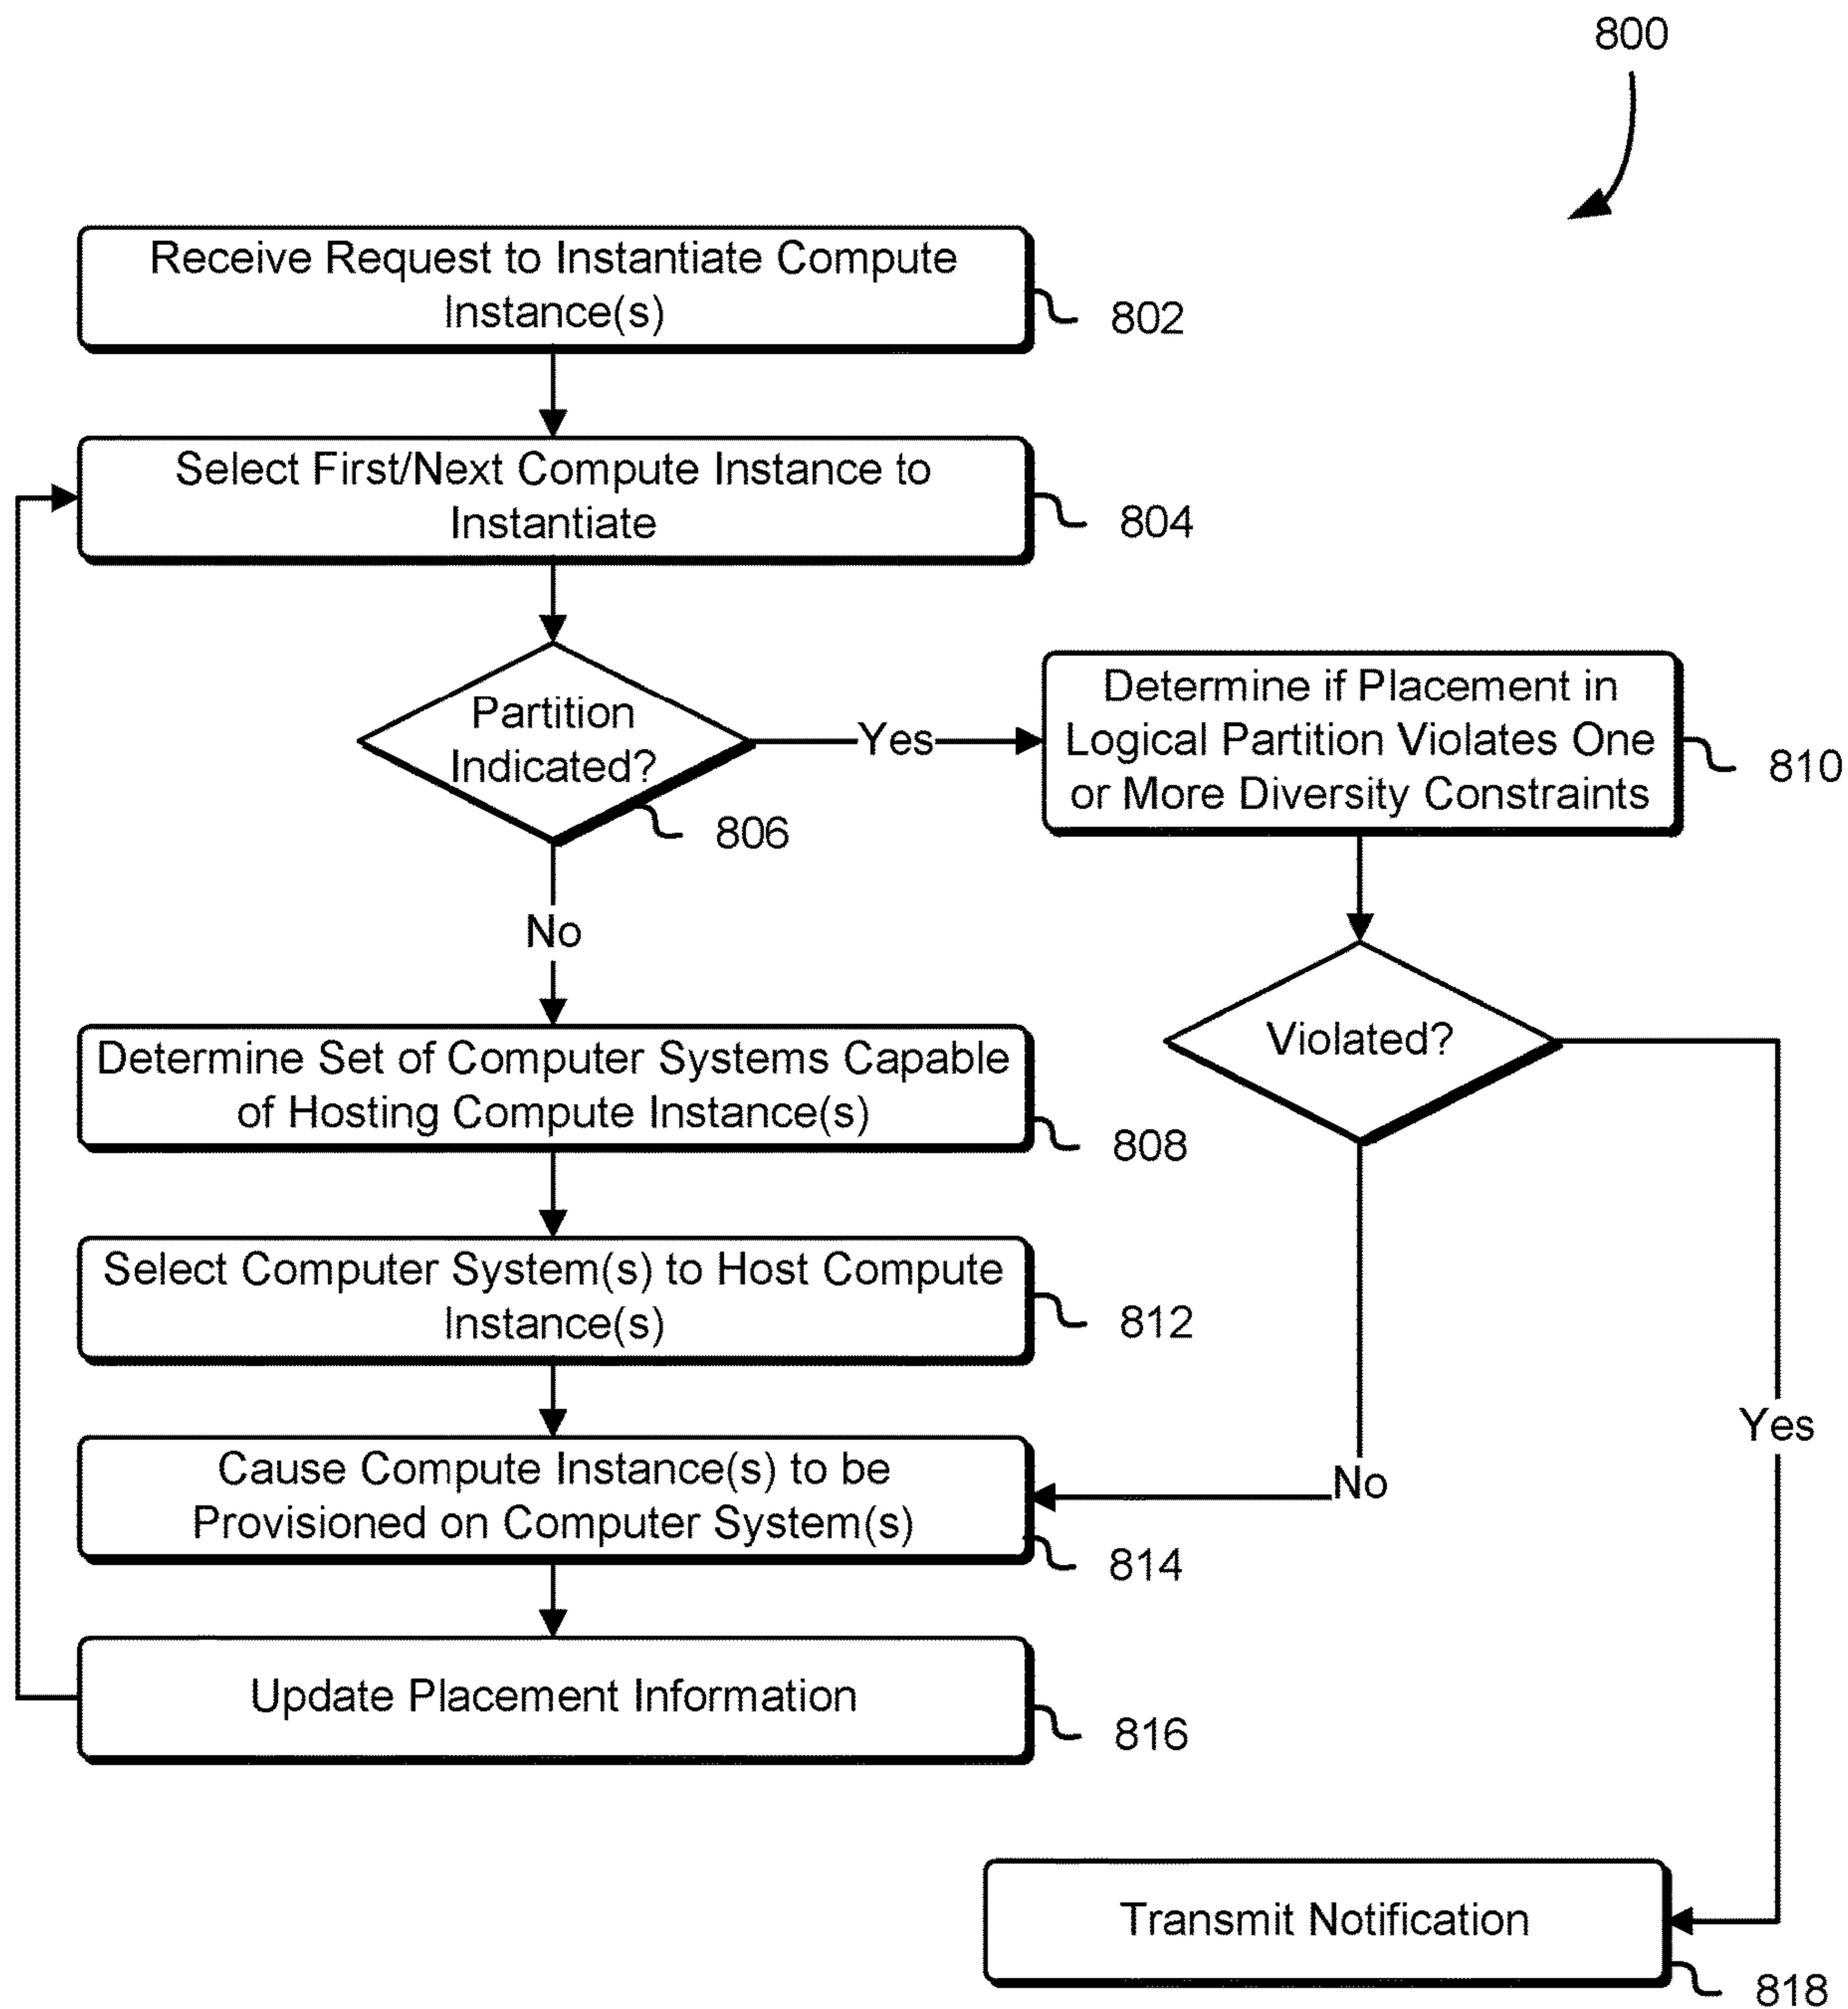 800
Receive Request to Instantiate Compute
Instance(s)
802
Select First/Next Compute Instance to
Instantiate
804
Partition
Indicated?
806
Yes
Determine if Placement in
Logical Partition Violates One
or More Diversity Constraints
810
No
Violated?
Determine Set of Computer Systems Capable
of Hosting Compute Instance(s)
808
Select Computer System(s) to Host Compute
Instance(s)
812
Yes
No
Cause Compute Instance(s) to be
Provisioned on Computer System(s)
814
Update Placement Information
816
Transmit Notification
818